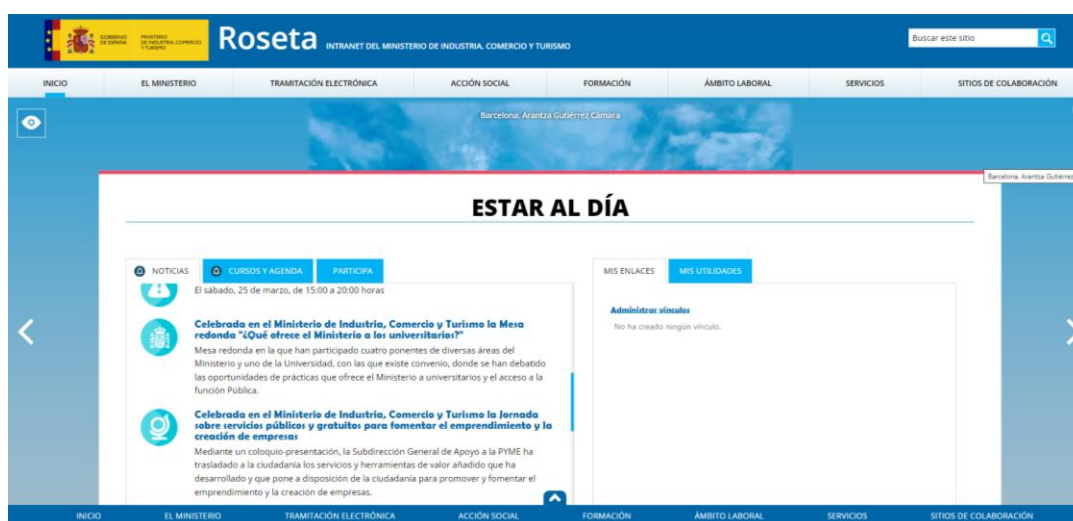 GOBIERNO DE ESPAÑA
MINISTERIO DE INDUSTRIA, COMERCIO Y TURISMO
Roseta INTRANET DEL MINISTERIO DE INDUSTRIA, COMERCIO Y TURISMO
Buscar este sitio
INICIO EL MINISTERIO TRAMITACIÓN ELECTRÓNICA ACCIÓN SOCIAL FORMACIÓN ÁMBITO LABORAL SERVICIOS SITIOS DE COLABORACIÓN
Barcelona, Arantza Gutiérrez Cámara
Barcelona, Arantza Gutiérrez
ESTAR AL DÍA
NOTICIAS CURSOS Y AGENDA PARTICIPA
El sábado, 25 de marzo, de 15:00 a 20:00 horas
Celebrada en el Ministerio de Industria, Comercio y Turismo la Mesa
redonda "¿Qué ofrece el Ministerio a los universitarios?"
Mesa redonda en la que han participado cuatro ponentes de diversas áreas del
Ministerio y uno de la Universidad, con las que existe convenio, donde se han debatido
las oportunidades de prácticas que ofrece el Ministerio a universitarios y el acceso a la
función Pública.
Celebrada en el Ministerio de Industria, Comercio y Turismo la Jornada
sobre servicios públicos y gratuitos para fomentar el emprendimiento y la
creación de empresas
Mediante un coloquio-presentación, la Subdirección General de Apoyo a la PYME ha
trasladado a la ciudadanía los servicios y herramientas de valor añadido que ha
desarrollado y que pone a disposición de la ciudadanía para promover y fomentar el
emprendimiento y la creación de empresas.
MIS ENLACES MIS UTILIDADES
Administrar vínculos
No ha creado ningún vínculo.
INICIO EL MINISTERIO TRAMITACIÓN ELECTRÓNICA ACCIÓN SOCIAL FORMACIÓN ÁMBITO LABORAL SERVICIOS SITIOS DE COLABORACIÓN